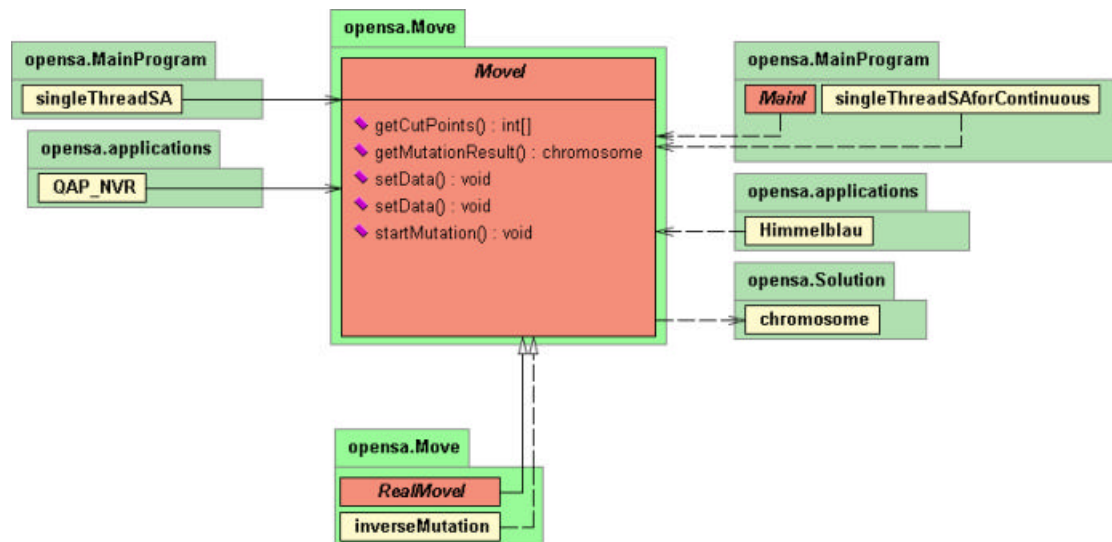 opensa.MainProgram
singleThreadSA
opensa.applications
QAP_NVR
opensa.Move
MoveI
getCutPoints() : int[]
getMutationResult() : chromosome
setData() : void
setData() : void
startMutation() : void
opensa.MainProgram
MainI singleThreadSAforContinuous
opensa.applications
Himmelblau
opensa.Solution
chromosome
opensa.Move
RealMoveI
inverseMutation